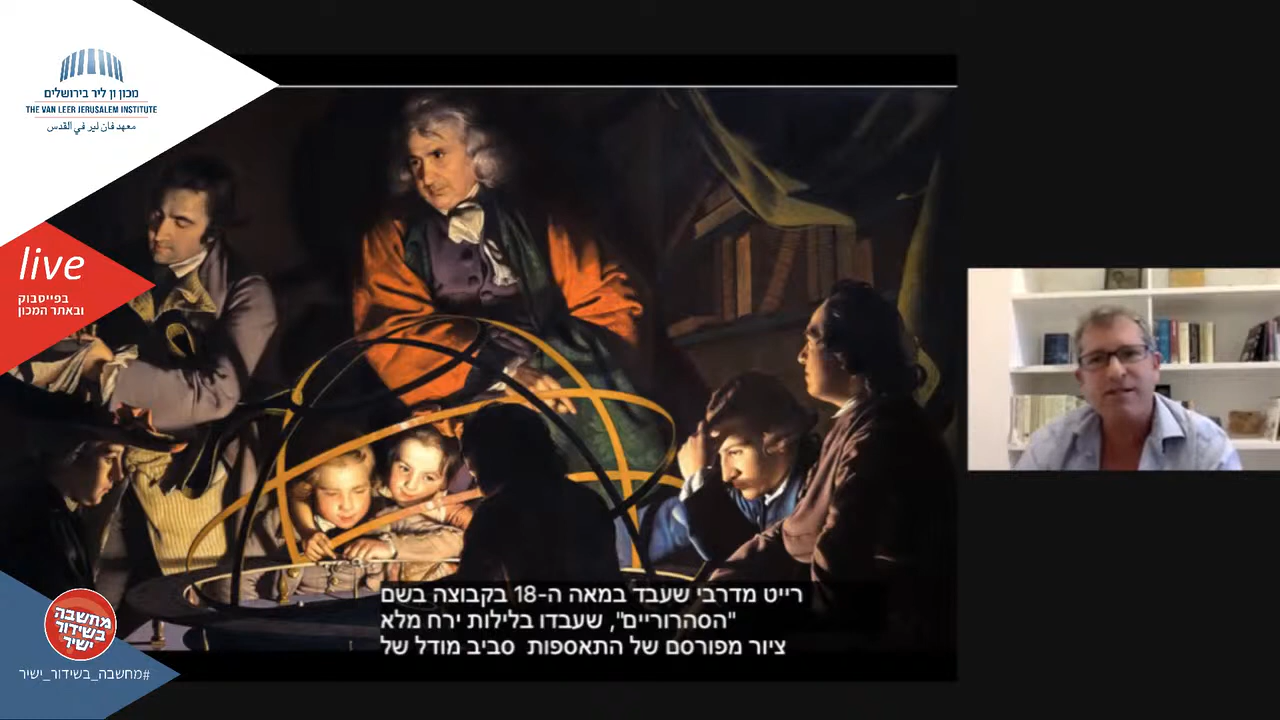 מכון ון ליר בירושלים
THE VAN LEER JERUSALEM INSTITUTE
معهد فان لير في القدس
live
בפייסבוק
ובאתר המכון
רייט מדרבי שעבד במאה ה-18 בקבוצה בשם
"הסהרוריים", שעבדו בלילות ירח מלא
ציור מפורסם של התאספות סביב מודל של
מחשבה
בשידור
ישיר
#מחשבה_בשידור_ישיר